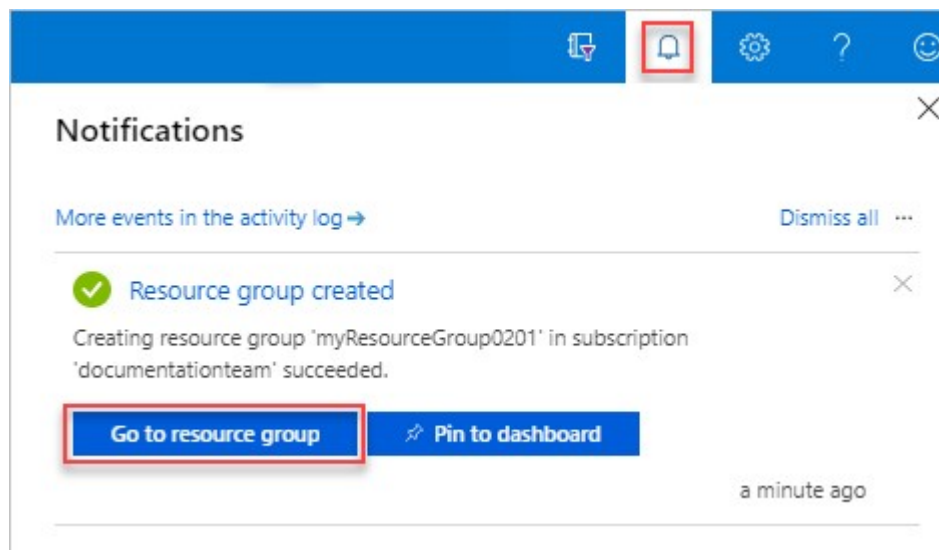 ?
Notifications
More events in the activity log →
Dismiss all ...
Resource group created
Creating resource group 'myResourceGroup0201' in subscription
'documentationteam' succeeded.
Go to resource group
Pin to dashboard
a minute ago